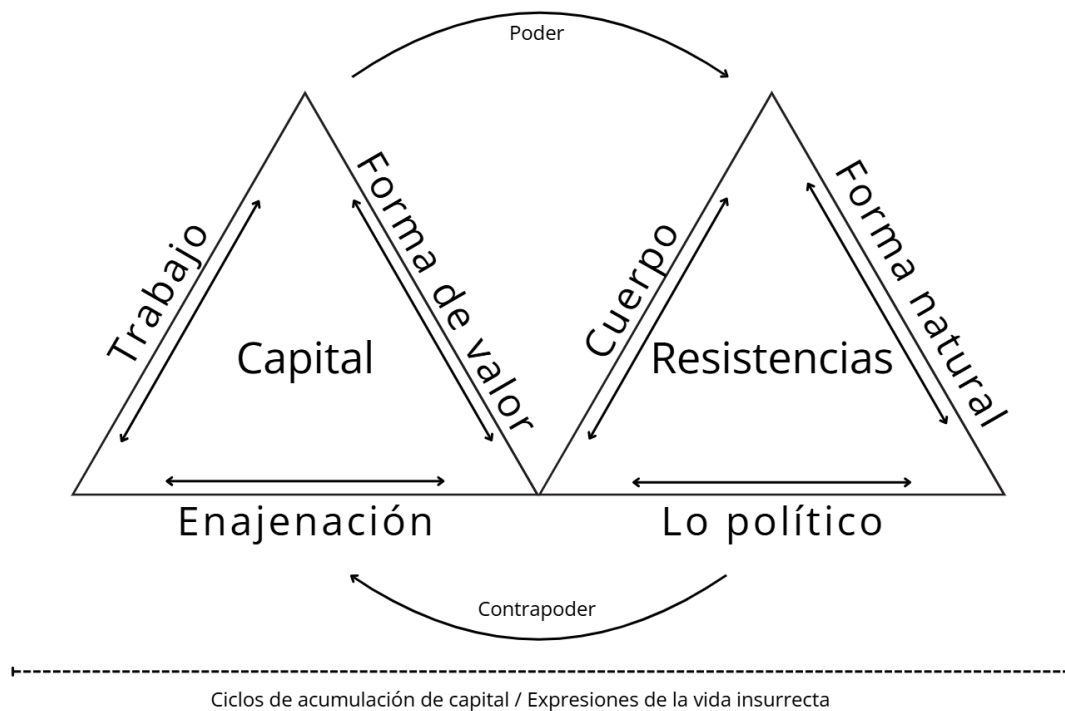 Poder
Trabajo
Forma de valor
Capital
Enajenación
Cuerpo
Forma natural
Resistencias
Lo político
Contrapoder
Ciclos de acumulación de capital / Expresiones de la vida insurrecta